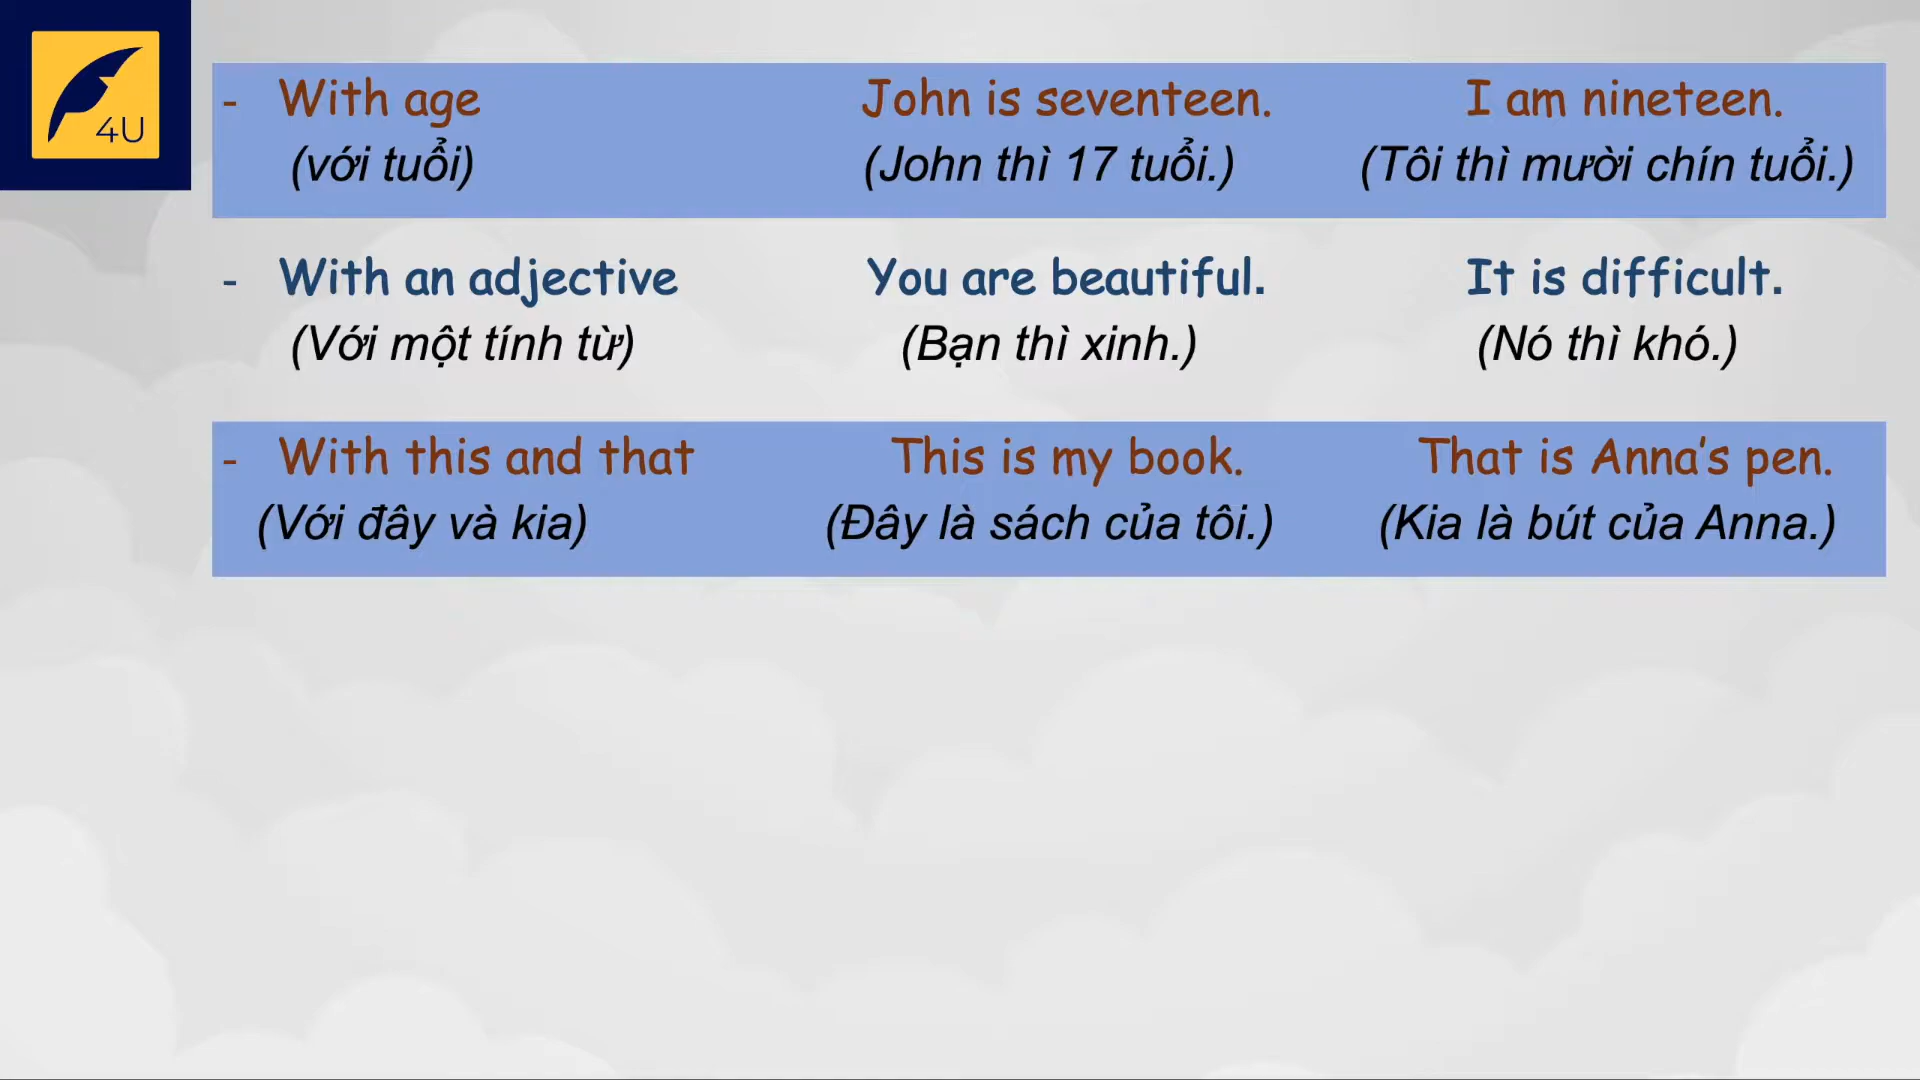 4U
- With age John is seventeen. I am nineteen.
(với tuổi) (John thì 17 tuổi.) (Tôi thì mười chín tuổi.)
- With an adjective You are beautiful. It is difficult.
(Với một tính từ) (Bạn thì xinh.) (Nó thì khó.)
- With this and that This is my book. That is Anna’s pen.
(Với đây và kia) (Đây là sách của tôi.) (Kia là bút của Anna.)